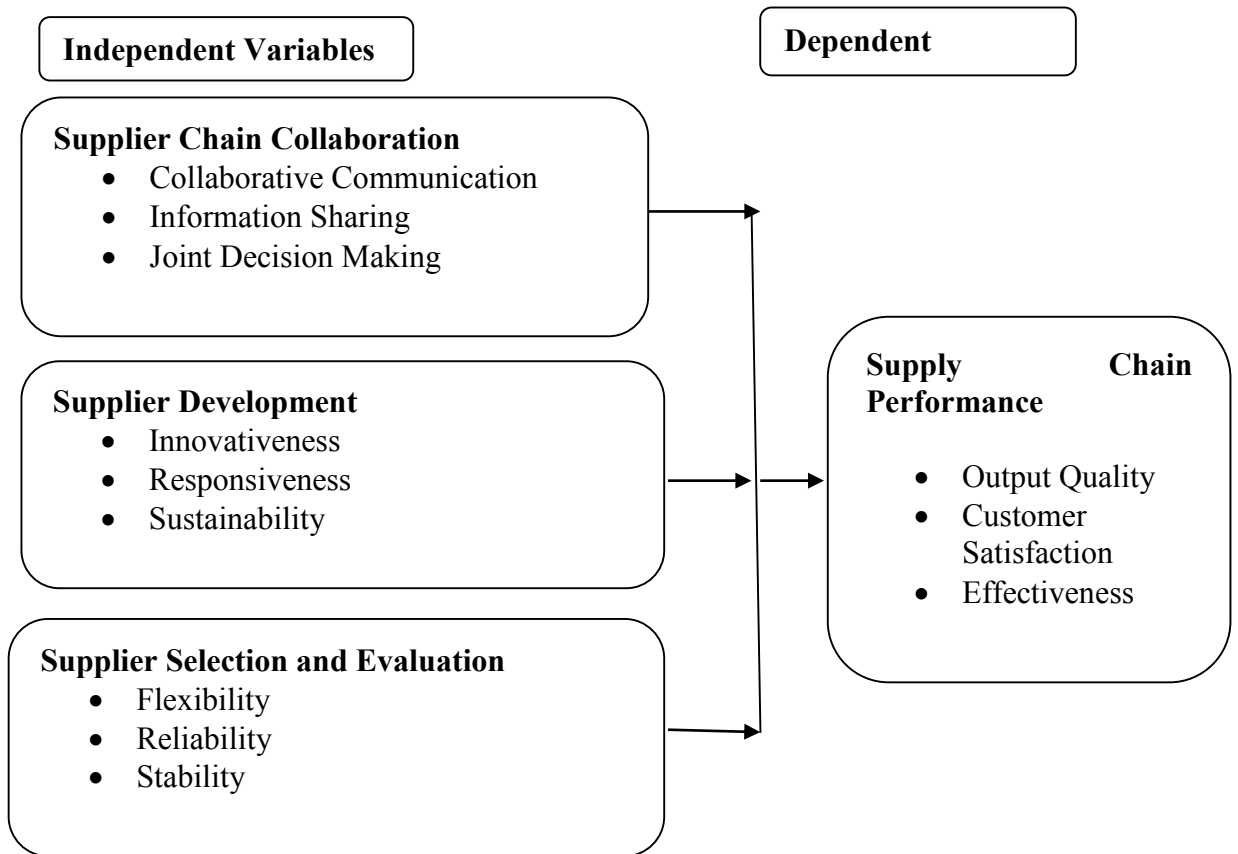 Independent Variables
Dependent
Supplier Chain Collaboration
• Collaborative Communication
• Information Sharing
• Joint Decision Making
Supplier Development
• Innovativeness
• Responsiveness
• Sustainability
Supplier Selection and Evaluation
• Flexibility
• Reliability
• Stability
Supply Chain
Performance
• Output Quality
• Customer
Satisfaction
• Effectiveness